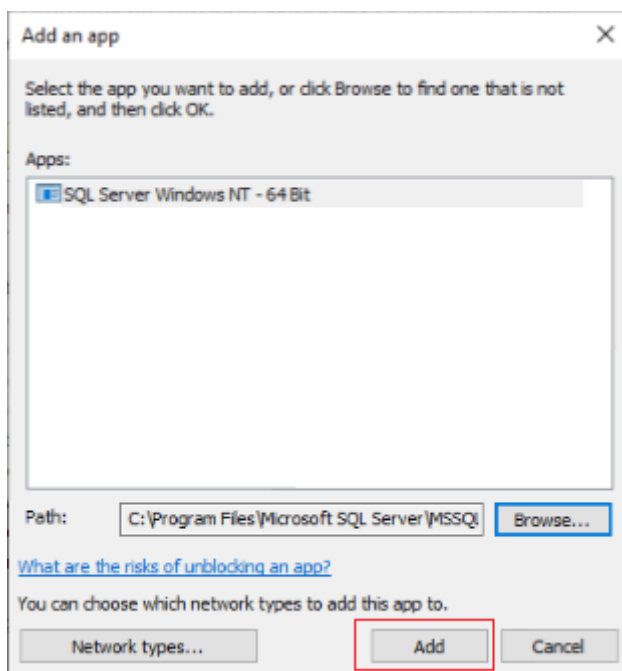 Add an app
Select the app you want to add, or click Browse to find one that is not
listed, and then click OK.
Apps:
SQL Server Windows NT - 64 Bit
Path:
C:\Program Files\Microsoft SQL Server\MSSQL
Browse...
What are the risks of unblocking an app?
You can choose which network types to add this app to.
Network types...
Add
Cancel